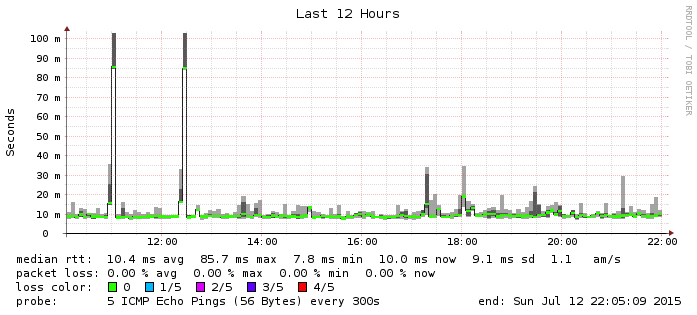 Last 12 Hours
RRDTOOL / TOBI OETIKER
Seconds
100 m
90 m
80 m
70 m
60 m
50 m
40 m
30 m
20 m
10 m
0
12:00 14:00 16:00 18:00 20:00 22:00
median rtt: 10.4 ms avg 85.7 ms max 7.8 ms min 10.0 ms now 9.1 ms sd 1.1 am/s
packet loss: 0.00 % avg 0.00 % max 0.00 % min 0.00 % now
loss color: 0 1/5 2/5 3/5 4/5
probe: 5 ICMP Echo Pings (56 Bytes) every 300s end: Sun Jul 12 22:05:09 2015